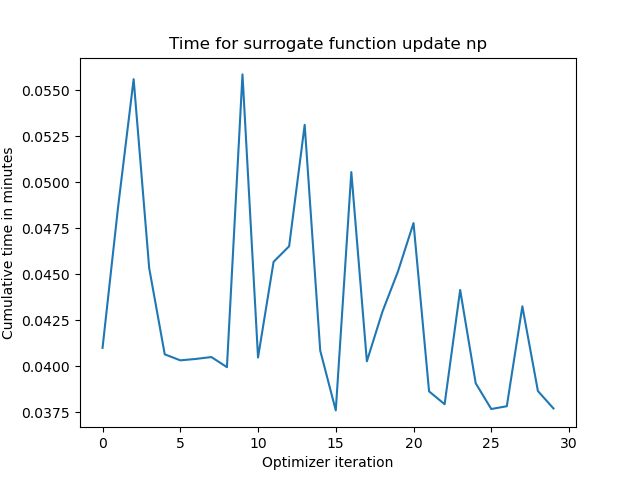 Time for surrogate function update np
Cumulative time in minutes
0.0550
0.0525
0.0500
0.0475
0.0450
0.0425
0.0400
0.0375
0 5 10 15 20 25 30
Optimizer iteration